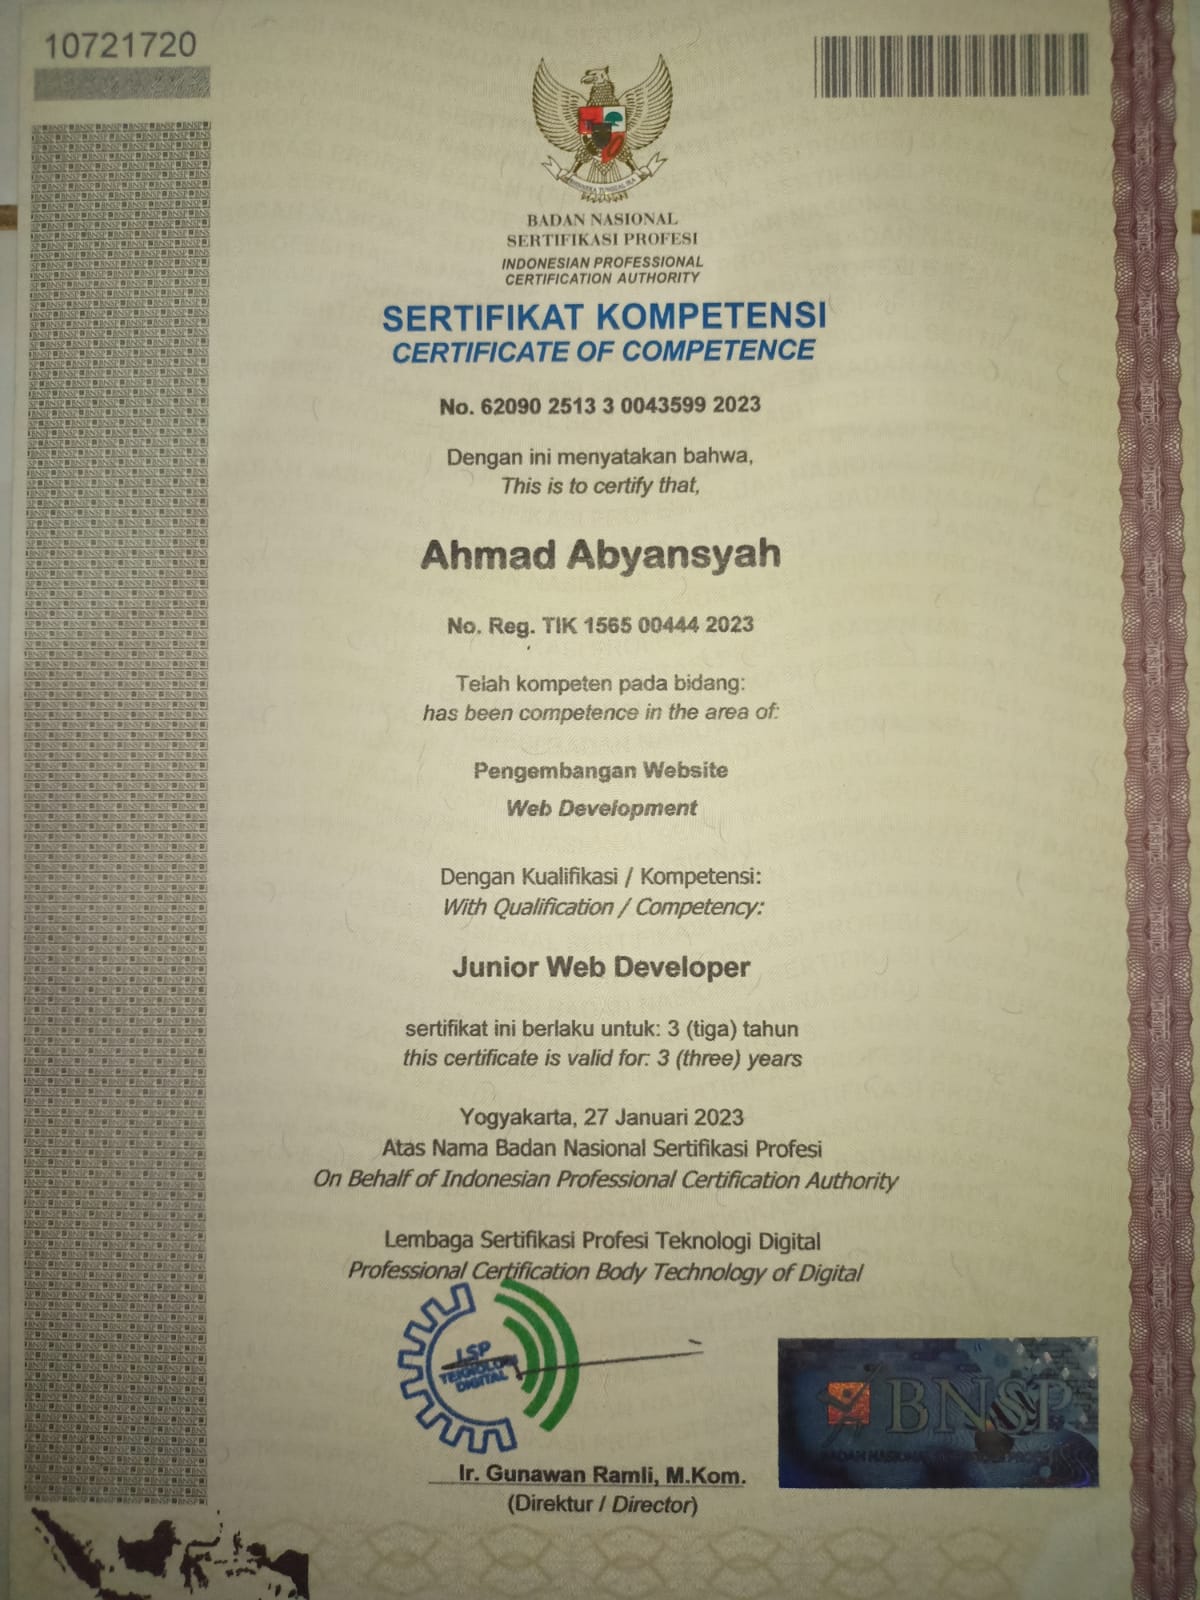 10721720
BADAN NASIONAL
SERTIFIKASI PROFESI
INDONESIAN PROFESSIONAL
CERTIFICATION AUTHORITY
SERTIFIKAT KOMPETENSI
CERTIFICATE OF COMPETENCE
No. 62090 2513 3 0043599 2023
Dengan ini menyatakan bahwa,
This is to certify that,
Ahmad Abyansyah
No. Reg. TIK 1565 00444 2023
Telah kompeten pada bidang:
has been competence in the area of:
Pengembangan Website
Web Development
Dengan Kualifikasi / Kompetensi:
With Qualification / Competency:
Junior Web Developer
sertifikat ini berlaku untuk: 3 (tiga) tahun
this certificate is valid for: 3 (three) years
Yogyakarta, 27 Januari 2023
Atas Nama Badan Nasional Sertifikasi Profesi
On Behalf of Indonesian Professional Certification Authority
Lembaga Sertifikasi Profesi Teknologi Digital
Professional Certification Body Technology of Digital
LSP
TEKNOLOGI
DIGITAL
BNSP
BADAN NASIONAL
Ir. Gunawan Ramli, M.Kom.
(Direktur / Director)